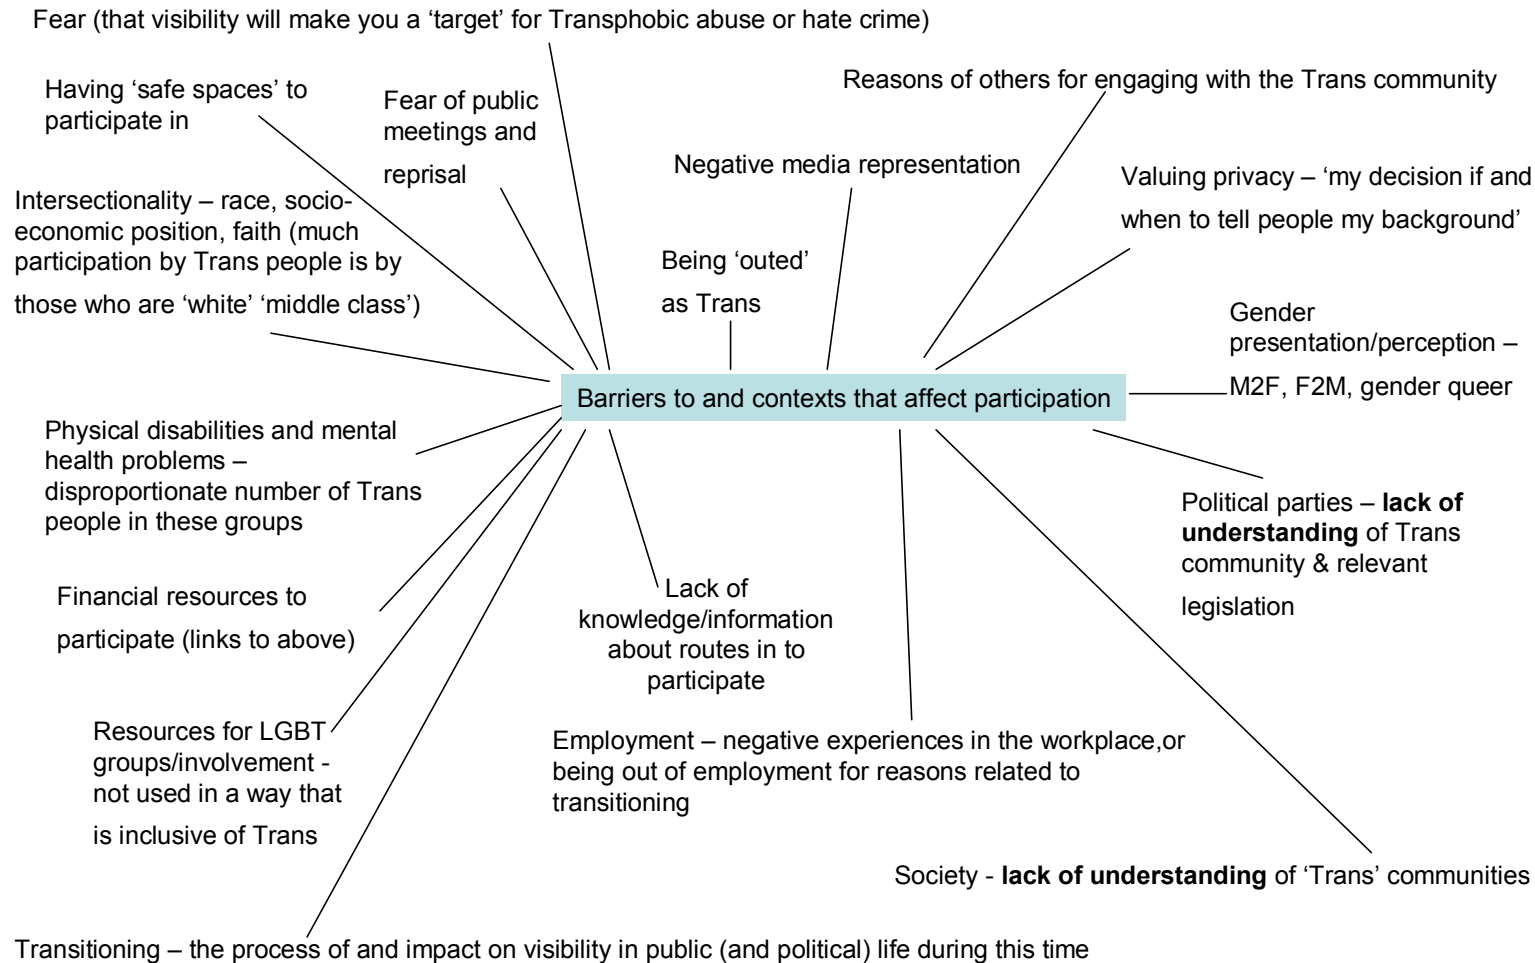 Fear (that visibility will make you a ‘target’ for Transphobic abuse or hate crime)
Having ‘safe spaces’ to
participate in
Fear of public
meetings and
reprisal
Reasons of others for engaging with the Trans community
Negative media representation
Valuing privacy – ‘my decision if and
when to tell people my background’
Intersectionality – race, socio-
economic position, faith (much
participation by Trans people is by
those who are ‘white’ ‘middle class’)
Being ‘outed’
as Trans
Gender
presentation/perception –
M2F, F2M, gender queer
Barriers to and contexts that affect participation
Physical disabilities and mental
health problems –
disproportionate number of Trans
people in these groups
Political parties – lack of
understanding of Trans
community & relevant
legislation
Financial resources to
participate (links to above)
Lack of
knowledge/information
about routes in to
participate
Resources for LGBT
groups/involvement -
not used in a way that
is inclusive of Trans
Employment – negative experiences in the workplace,or
being out of employment for reasons related to
transitioning
Society - lack of understanding of ‘Trans’ communities
Transitioning – the process of and impact on visibility in public (and political) life during this time